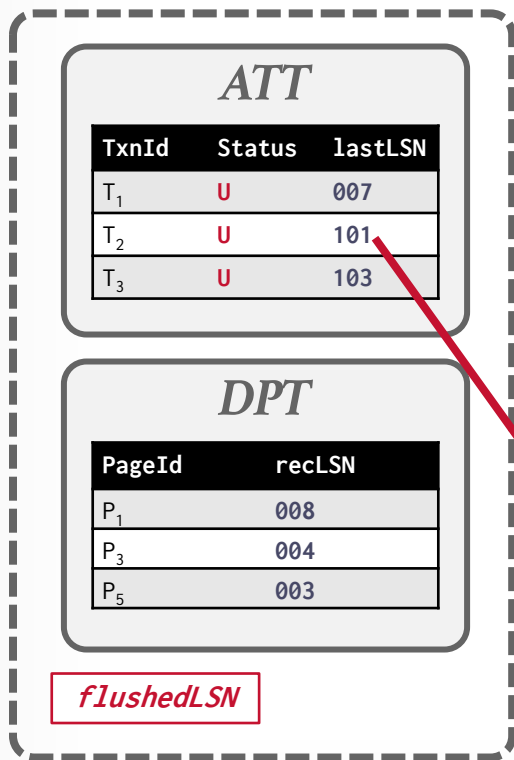 ATT
TxnId Status lastLSN
T₁ U 007
T₂ U 101
T₃ U 103
DPT
PageId recLSN
P₁ 008
P₃ 004
P₅ 003
flushedLSN